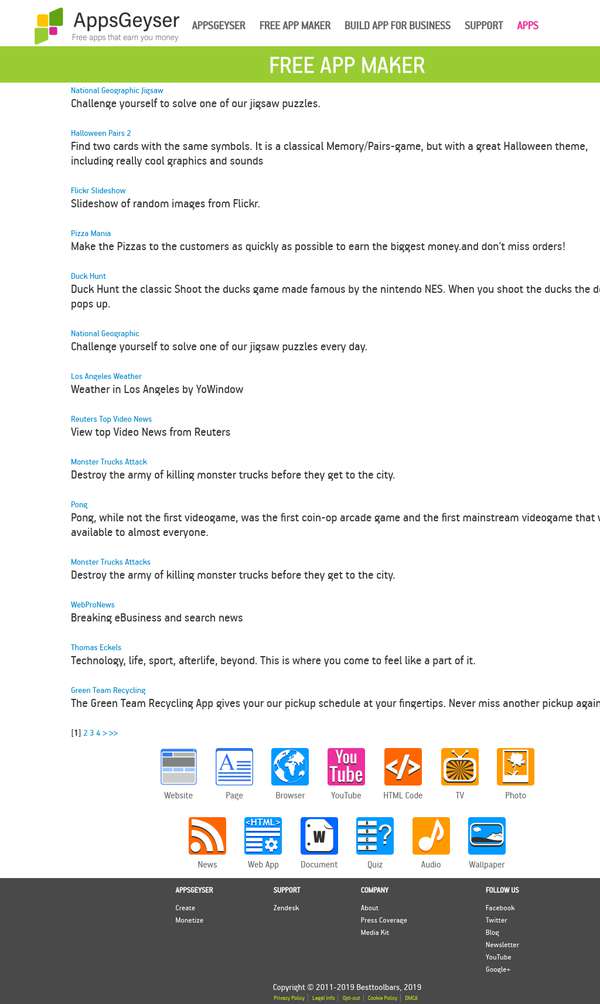 AppsGeyser
Free apps that earn you money
APPSGEYSER FREE APP MAKER BUILD APP FOR BUSINESS SUPPORT APPS
FREE APP MAKER
National Geographic Jigsaw
Challenge yourself to solve one of our jigsaw puzzles.
Halloween Pairs 2
Find two cards with the same symbols. It is a classical Memory/Pairs-game, but with a great Halloween theme,
including really cool graphics and sounds
Flickr Slideshow
Slideshow of random images from Flickr.
Pizza Mania
Make the Pizzas to the customers as quickly as possible to earn the biggest money.and don't miss orders!
Duck Hunt
Duck Hunt the classic Shoot the ducks game made famous by the nintendo NES. When you shoot the ducks the
pops up.
National Geographic
Challenge yourself to solve one of our jigsaw puzzles every day.
Los Angeles Weather
Weather in Los Angeles by YoWindow
Reuters Top Video News
View top Video News from Reuters
Monster Trucks Attack
Destroy the army of killing monster trucks before they get to the city.
Pong
Pong, while not the first videogame, was the first coin-op arcade game and the first mainstream videogame that
available to almost everyone.
Monster Trucks Attacks
Destroy the army of killing monster trucks before they get to the city.
WebProNews
Breaking eBusiness and search news
Thomas Eckels
Technology, life, sport, afterlife, beyond. This is where you come to feel like a part of it.
Green Team Recycling
The Green Team Recycling App gives your our pickup schedule at your fingertips. Never miss another pickup again
[1] 2 3 4 > >>
A
You
Tube
</>
Website Page Browser YouTube HTML Code TV Photo
<HTML>
W
?
News Web App Document Quiz Audio Wallpaper
APPSGEYSER SUPPORT COMPANY FOLLOW US
Create Zendesk About Facebook
Monetize Press Coverage Twitter
Media Kit Blog
Newsletter
YouTube
Google+
Copyright © 2011-2019 Besttoolbars, 2019
Privacy Policy | Legal info | Opt-out | Cookie Policy | DMCA